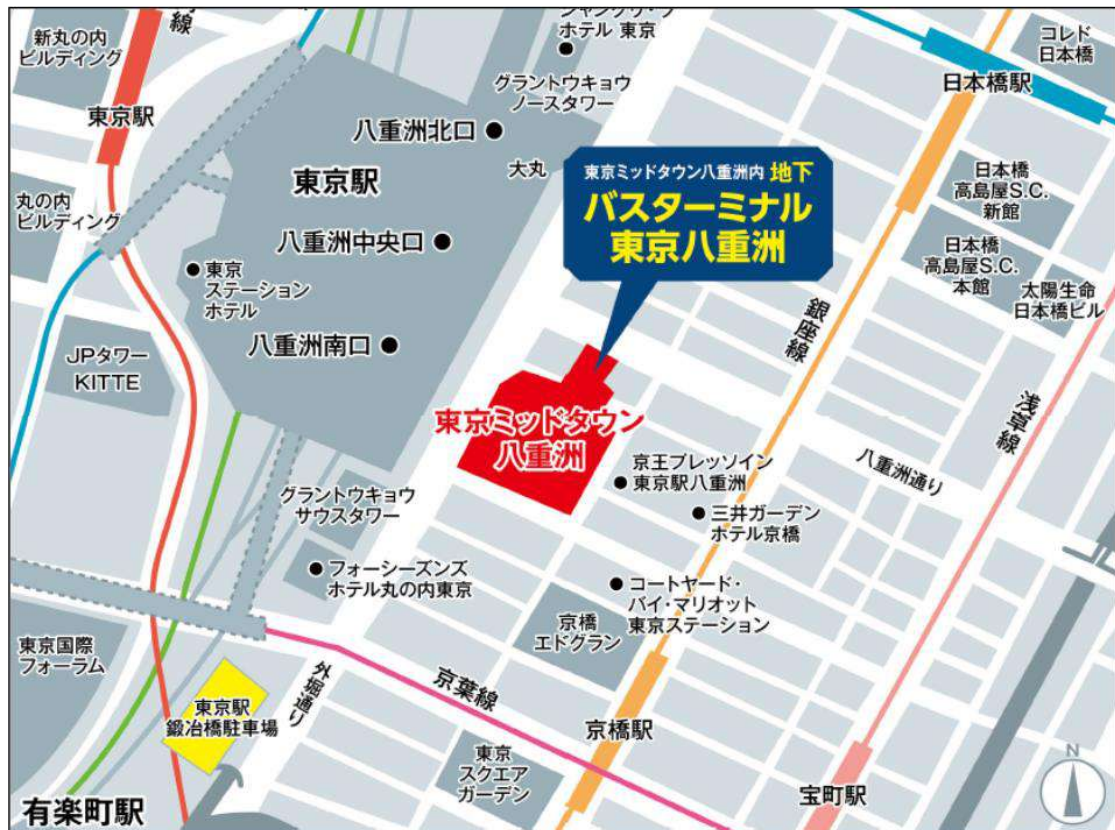 新丸の内
ビルディング
線
東京駅
丸の内
ビルディング
ホテル 東京
グラントウキョウ
ノースタワー
八重洲北口
東京駅
大丸
八重洲中央口
東京
ステーション
ホテル
八重洲南口
JPタワー
KITTE
東京ミッドタウン八重洲内 地下
バスターミナル
東京八重洲
日本橋駅
コレド
日本橋
日本橋
高島屋S.C.
新館
日本橋
高島屋S.C.
本館
太陽生命
日本橋ビル
銀座線
浅草線
八重洲通り
東京ミッドタウン
八重洲
京王プレッソイン
東京駅八重洲
三井ガーデン
ホテル京橋
グラントウキョウ
サウスタワー
フォーシーズンズ
ホテル丸の内東京
コートヤード・
バイ・マリオット
東京ステーション
京橋
エドグラン
東京国際
フォーラム
東京駅
鍛冶橋駐車場
外堀通り
京葉線
京橋駅
東京
スクエア
ガーデン
宝町駅
有楽町駅
N